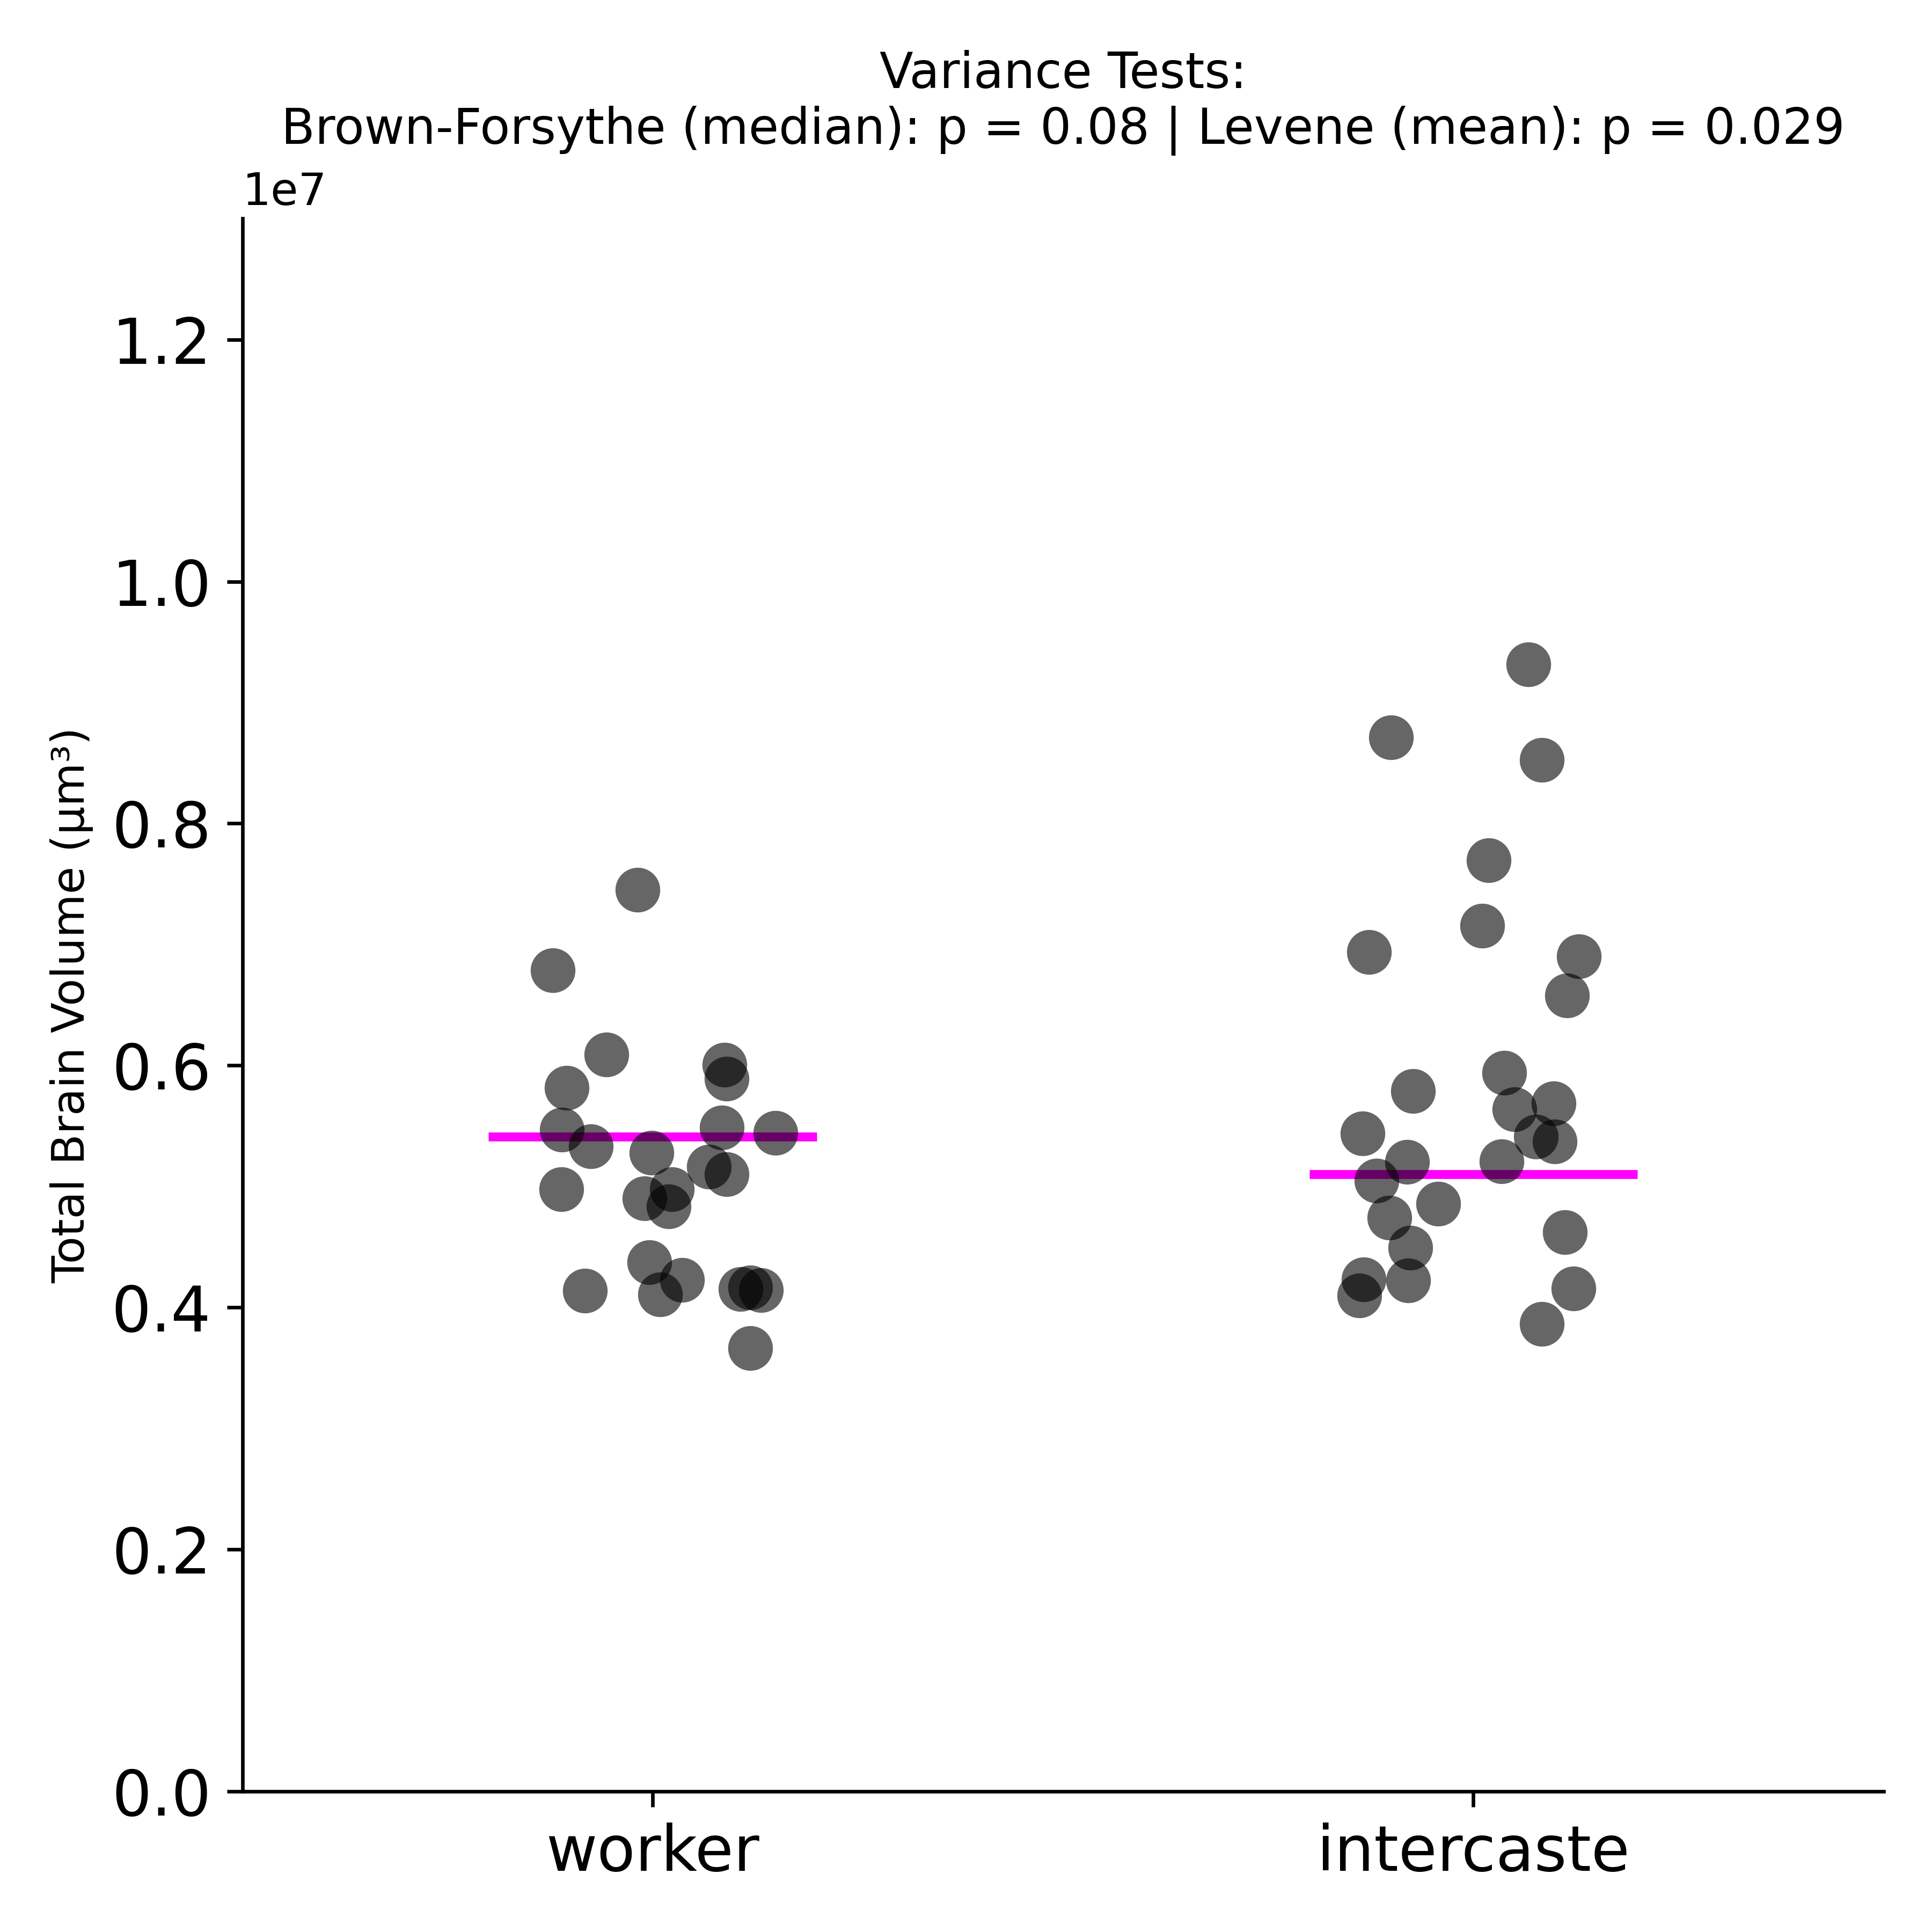 Variance Tests:
Brown-Forsythe (median): p = 0.08 | Levene (mean): p = 0.029
1e7
1.2
1.0
0.8
0.6
0.4
0.2
0.0
Total Brain Volume (µm³)
worker
intercaste